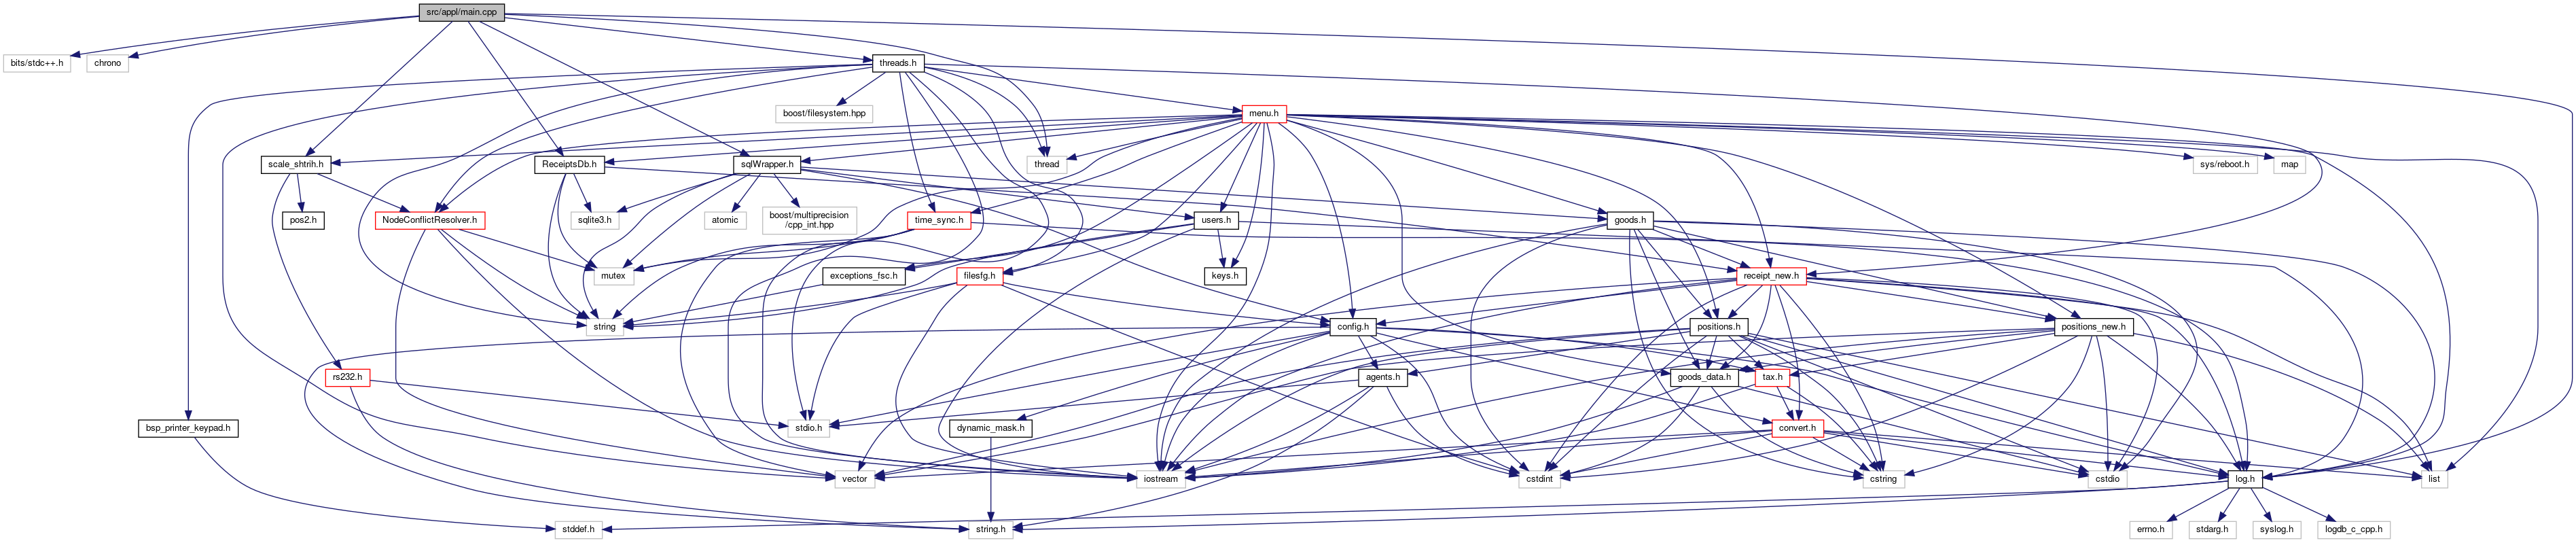 src/appl/main.cpp
bits/stdc++.h
chrono
threads.h
boost/filesystem.hpp
menu.h
scale_shtrih.h
ReceiptsDb.h
sqlWrapper.h
thread
sys/reboot.h
map
pos2.h
NodeConflictResolver.h
sqlite3.h
atomic
boost/multiprecision
/cpp_int.hpp
time_sync.h
users.h
goods.h
mutex
exceptions_fsc.h
filesfg.h
keys.h
receipt_new.h
string
config.h
positions.h
positions_new.h
rs232.h
agents.h
goods_data.h
tax.h
bsp_printer_keypad.h
stdio.h
dynamic_mask.h
convert.h
vector
iostream
cstdint
cstring
cstdio
log.h
list
stddef.h
string.h
errno.h
stdarg.h
syslog.h
logdb_c_cpp.h